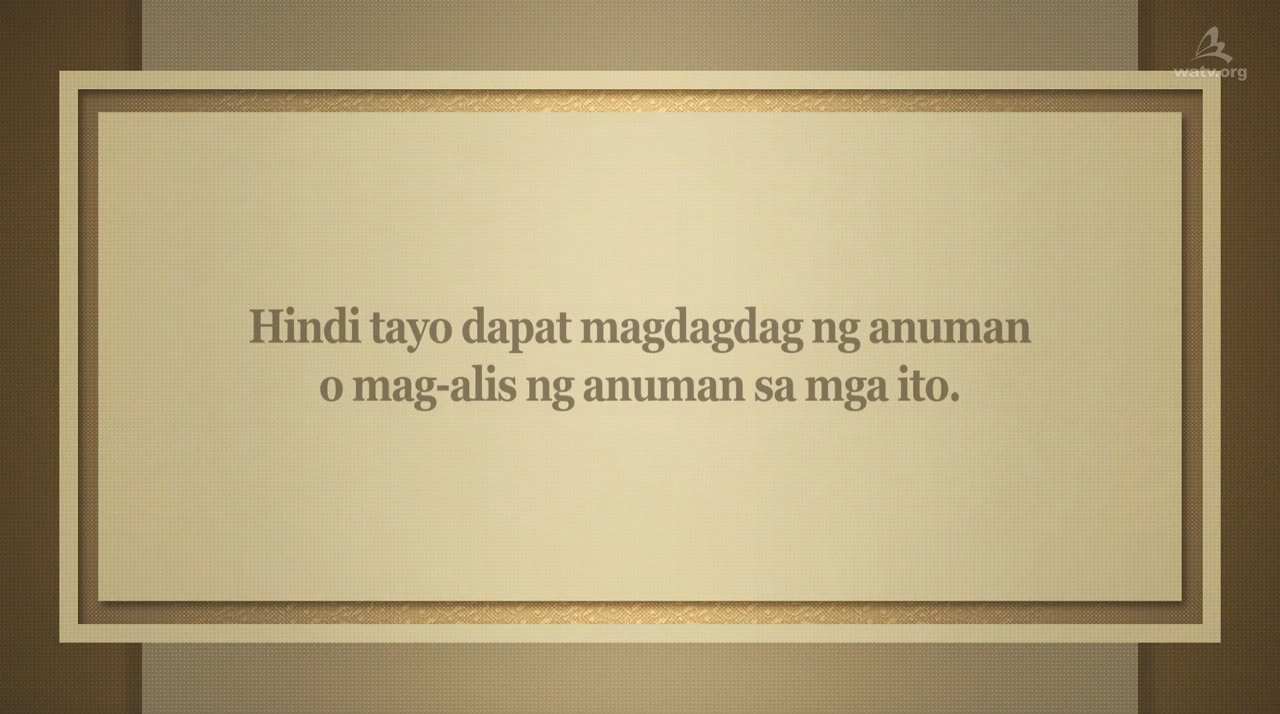 watv.org
Hindi tayo dapat magdagdag ng anuman
o mag-alis ng anuman sa mga ito.